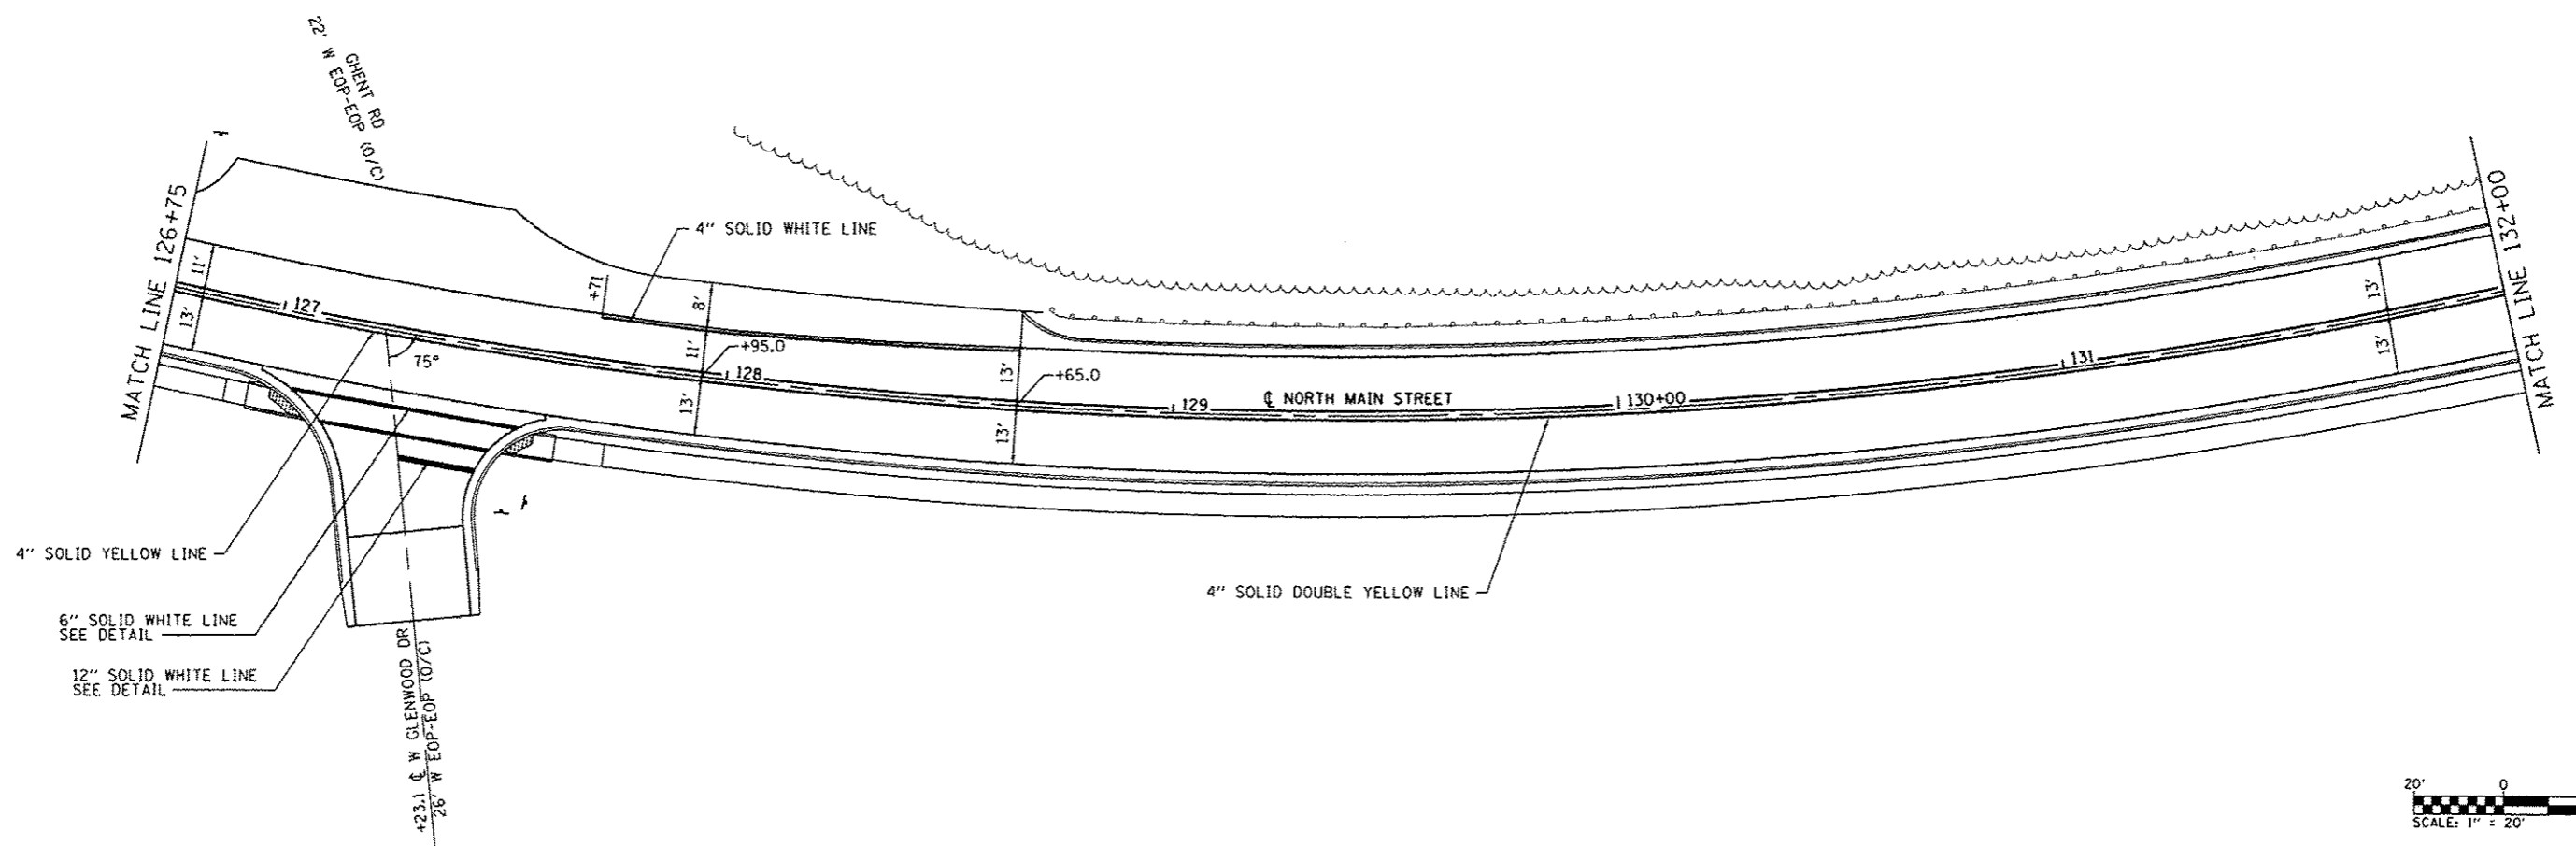 GHENT RD
22' W EOP-EOP (O/C)
MATCH LINE 126+75
11'
13'
127
75°
4" SOLID WHITE LINE
+71
8'
11'
13'
+95.0
128
13'
13'
+65.0
129
℄ NORTH MAIN STREET
130+00
131
13'
13'
MATCH LINE 132+00
4" SOLID YELLOW LINE
6" SOLID WHITE LINE
SEE DETAIL
12" SOLID WHITE LINE
SEE DETAIL
4" SOLID DOUBLE YELLOW LINE
+23.1 ℄ W GLENWOOD DR
26' W EOP-EOP (O/C)
20' 0
SCALE: 1" = 20'